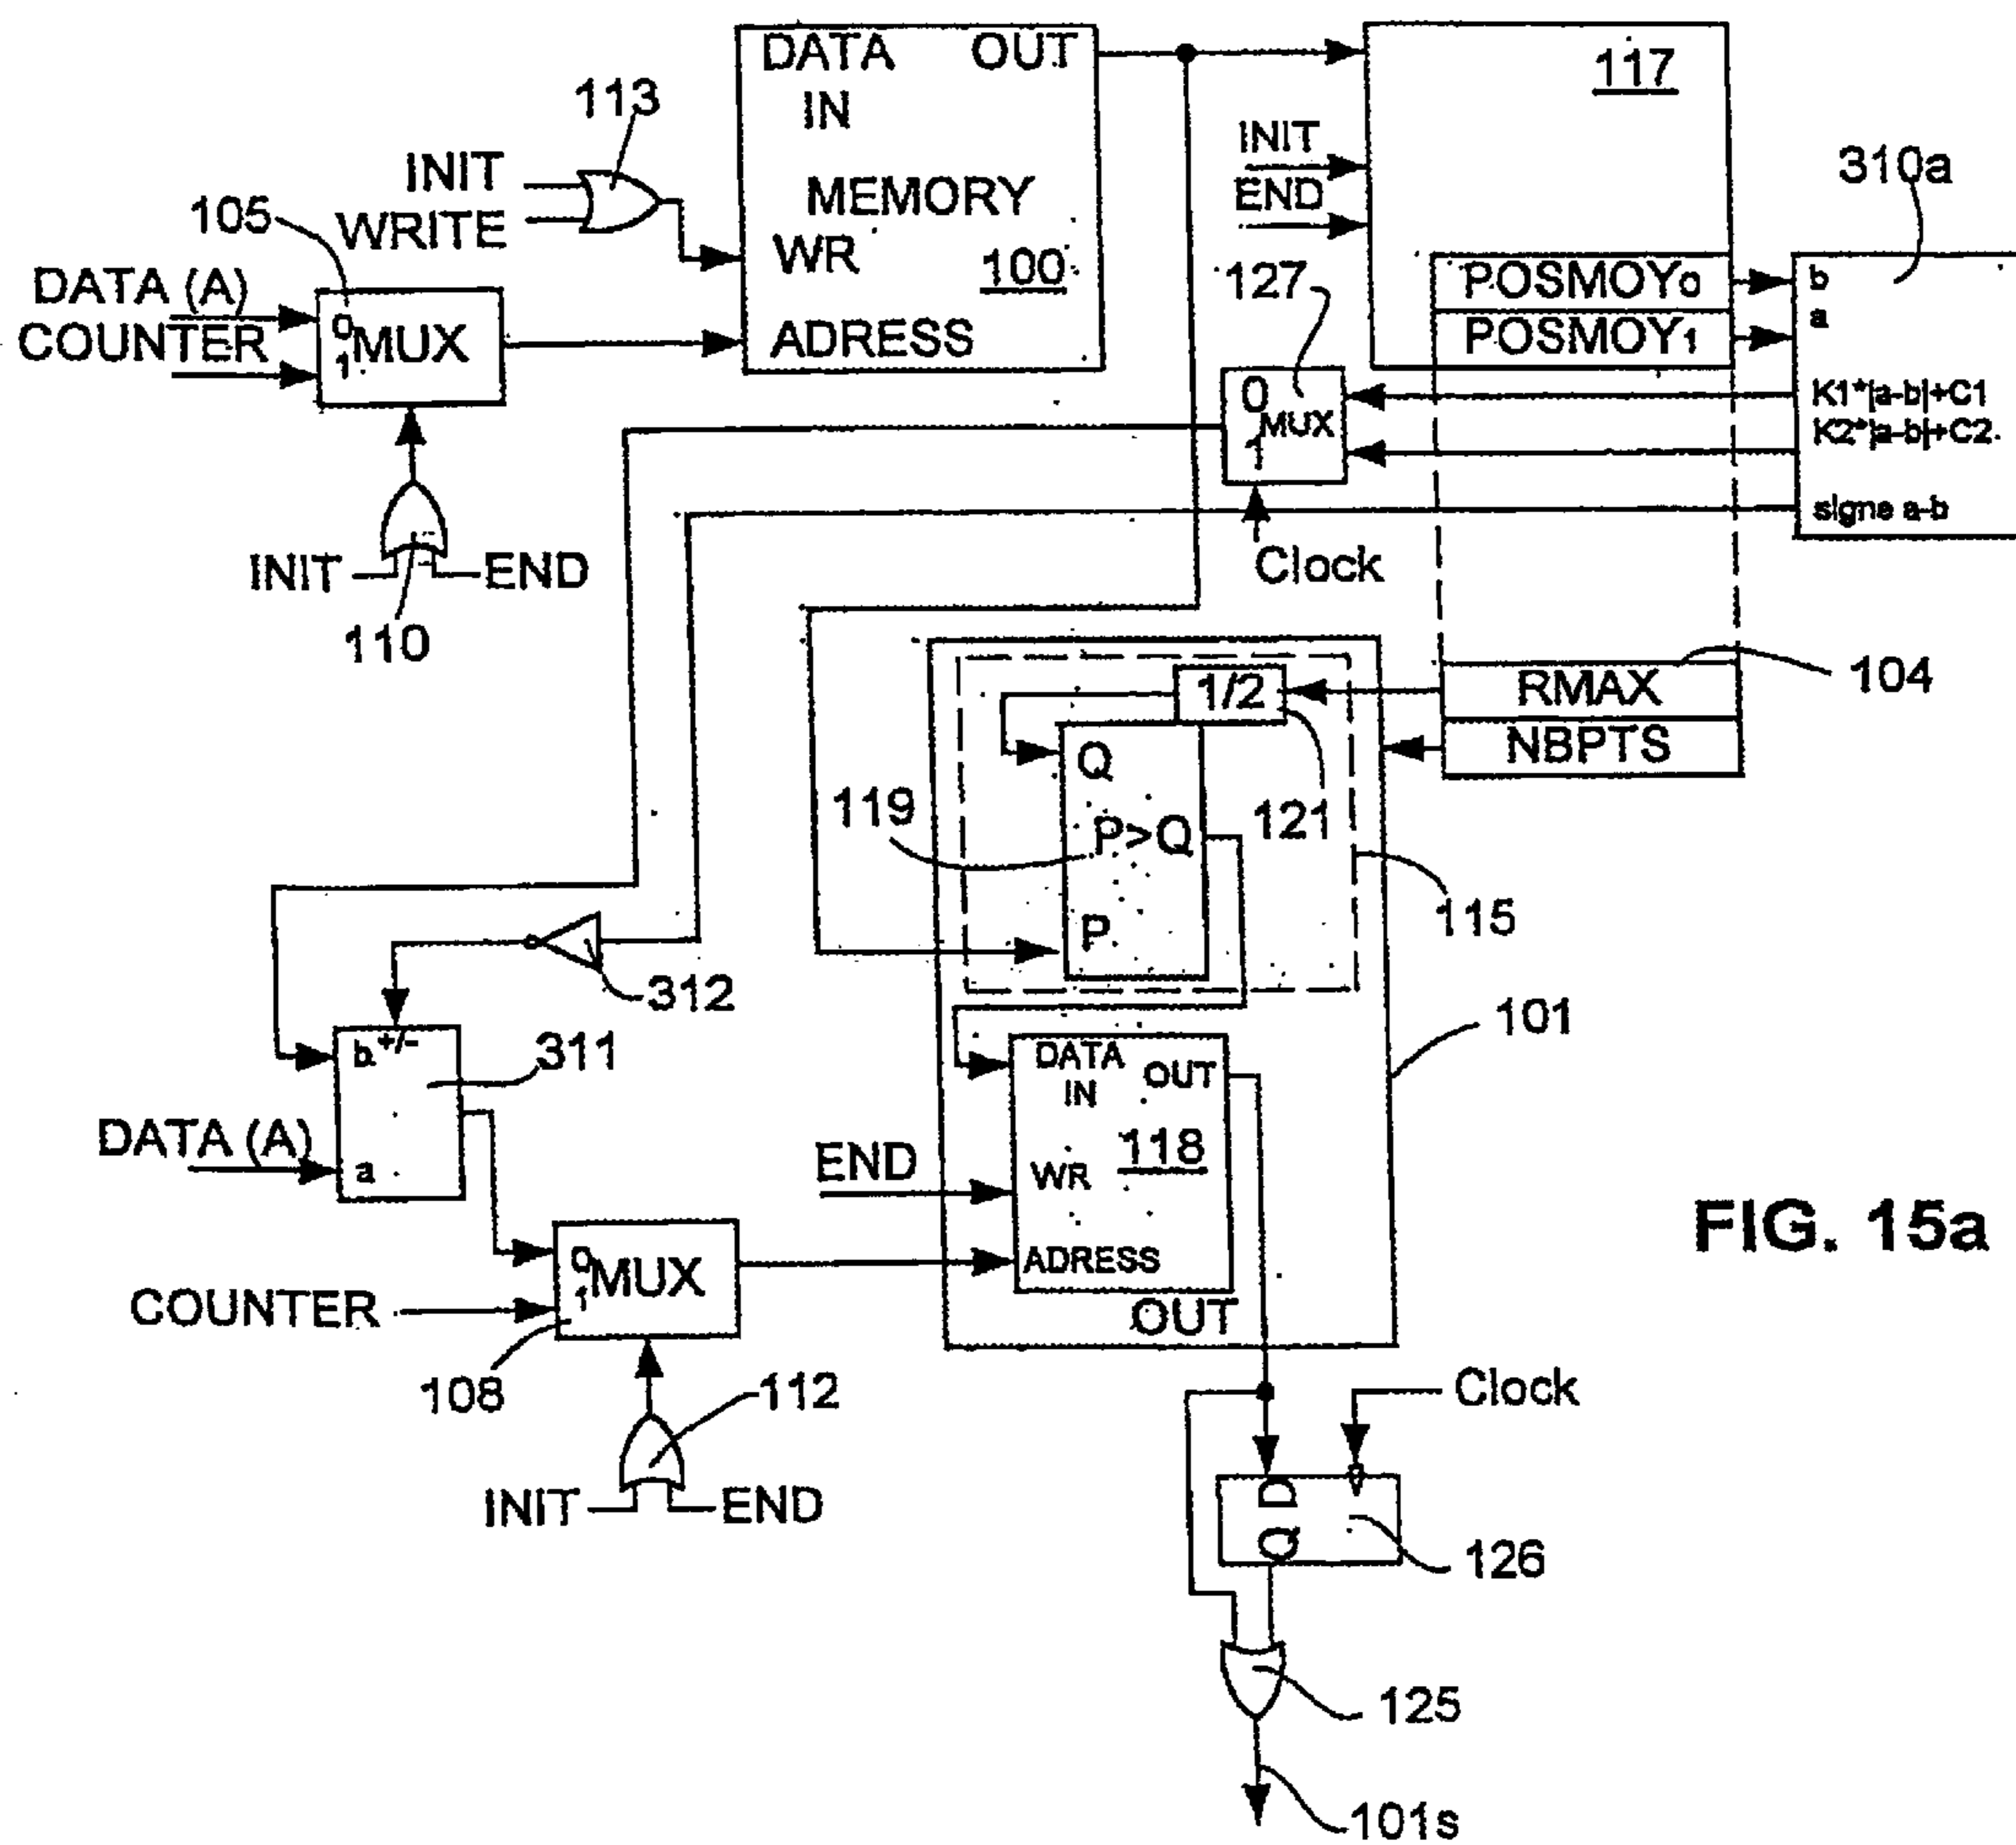 DATA OUT
IN
MEMORY
WR 100
ADRESS
113
INIT
WRITE
105
DATA (A)
COUNTER
0
1
MUX
INIT
END
110
117
INIT
END
POSMOY0
POSMOY1
310a
b
a
K1*|a-b|+C1
K2*|a-b|+C2
signe a-b
127
0
1
MUX
Clock
104
RMAX
NBPTS
1/2
Q
P>Q
P
119
121
115
101
312
b +/-
a
311
DATA (A)
DATA OUT
IN
118
WR
ADRESS
OUT
END
0
1
MUX
COUNTER
108
112
INIT
END
Clock
D
Q
126
125
101s
FIG. 15a